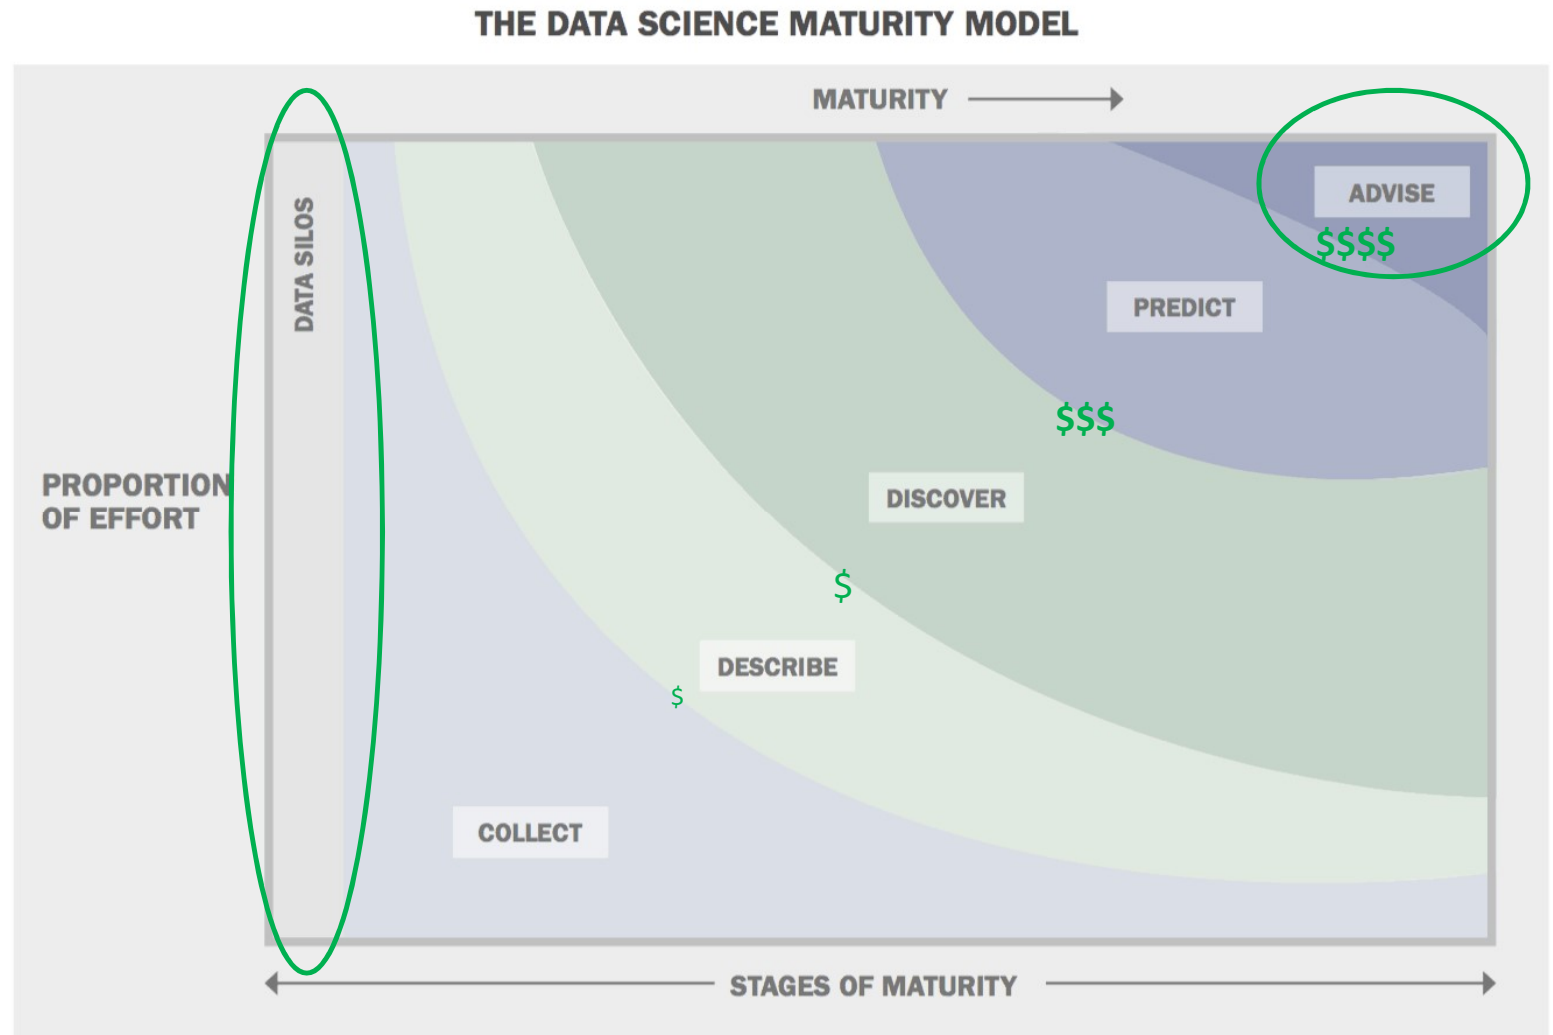 THE DATA SCIENCE MATURITY MODEL
MATURITY
DATA SILOS
ADVISE
$$$$
PREDICT
$$$
PROPORTION
OF EFFORT
DISCOVER
$
DESCRIBE
$
COLLECT
STAGES OF MATURITY